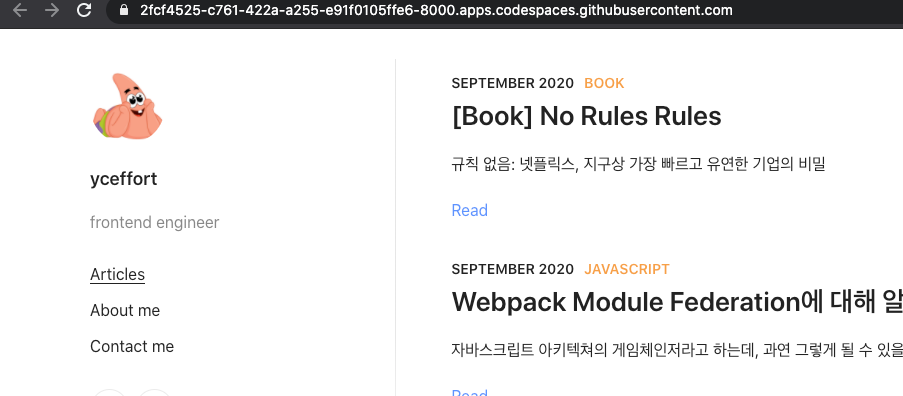 2fcf4525-c761-422a-a255-e91f0105ffe6-8000.apps.codespaces.githubusercontent.com
yceffort
frontend engineer
Articles
About me
Contact me
SEPTEMBER 2020 BOOK
[Book] No Rules Rules
규칙 없음: 넷플릭스, 지구상 가장 빠르고 유연한 기업의 비밀
Read
SEPTEMBER 2020 JAVASCRIPT
Webpack Module Federation에 대해 알
자바스크립트 아키텍쳐의 게임체인저라고 하는데, 과연 그렇게 될 수 있을
Read